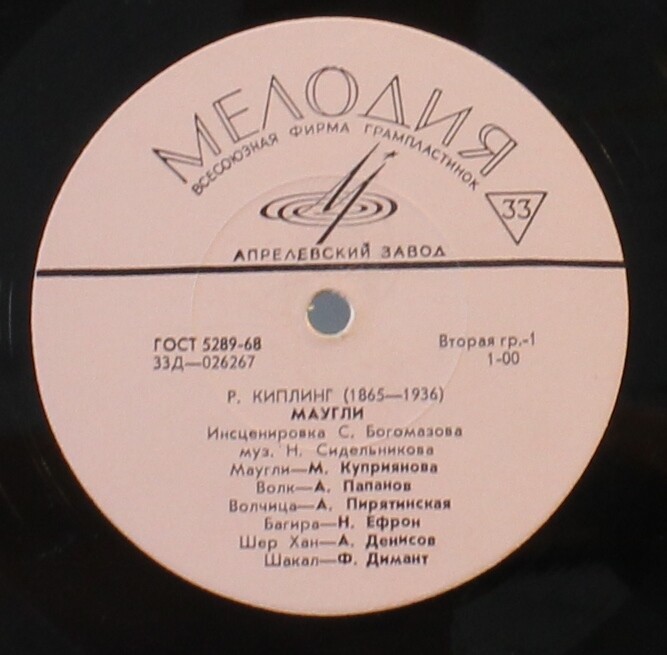 МЕЛОДИЯ
ВСЕСОЮЗНАЯ ФИРМА ГРАМПЛАСТИНОК
33
АПРЕЛЕВСКИЙ ЗАВОД
ГОСТ 5289-68
Вторая гр.-1
33Д—026267
1-00
Р. КИПЛИНГ (1865—1936)
МАУГЛИ
Инсценировка С. Богомазова
муз. Н. Сидельникова
Маугли—М. Куприянова
Волк—А. Папанов
Волчица—А. Пирятинская
Багира—Н. Ефрон
Шер Хан—А. Денисов
Шакал—Ф. Димант